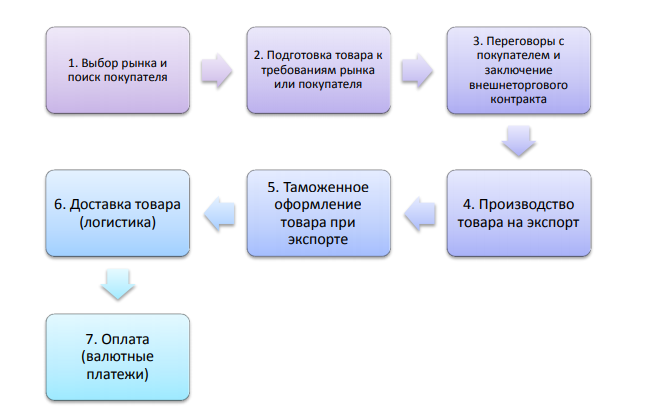 1. Выбор рынка и
поиск покупателя
2. Подготовка товара к
требованиям рынка
или покупателя
3. Переговоры с
покупателем и
заключение
внешнеторгового
контракта
4. Производство
товара на экспорт
5. Таможенное
оформление
товара при
экспорте
6. Доставка товара
(логистика)
7. Оплата
(валютные
платежи)